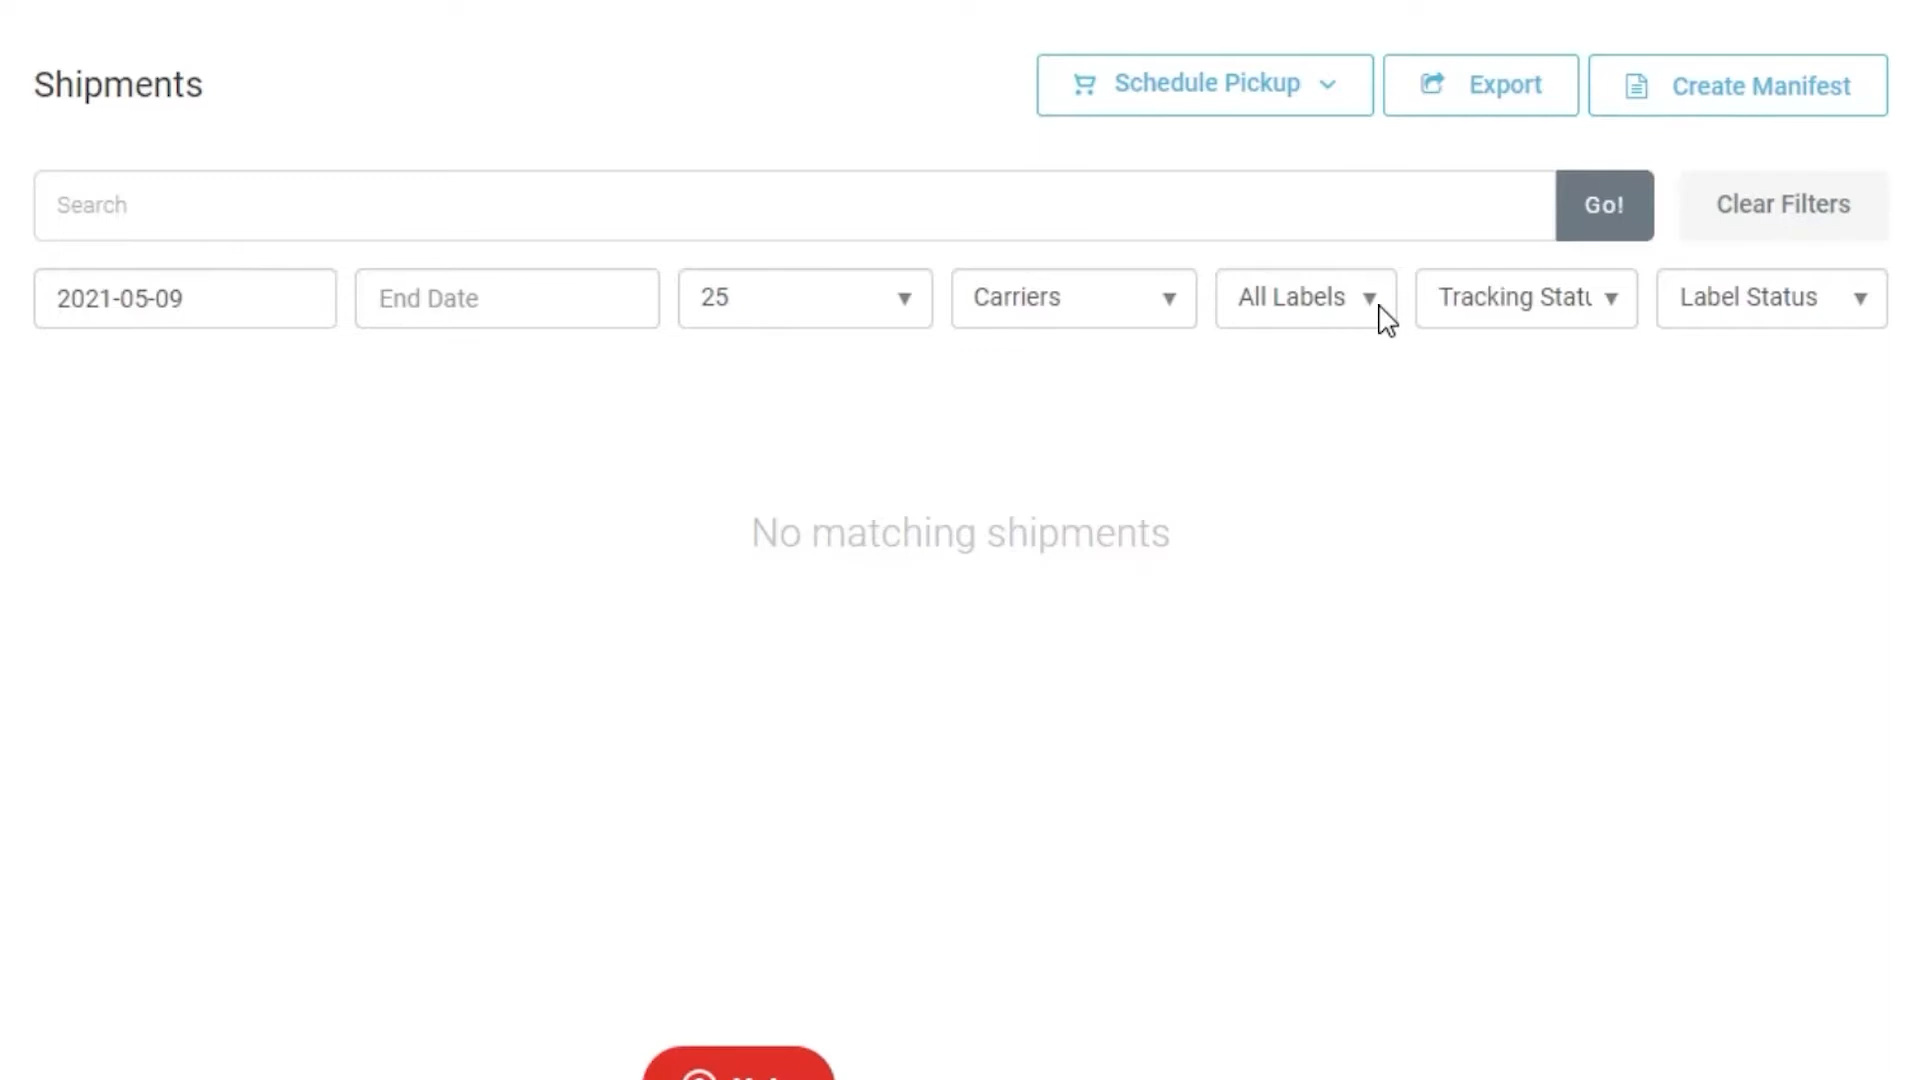 Shipments
Schedule Pickup
Export
Create Manifest
Search
Go!
Clear Filters
2021-05-09
End Date
25
Carriers
All Labels
Tracking Statu
Label Status
No matching shipments